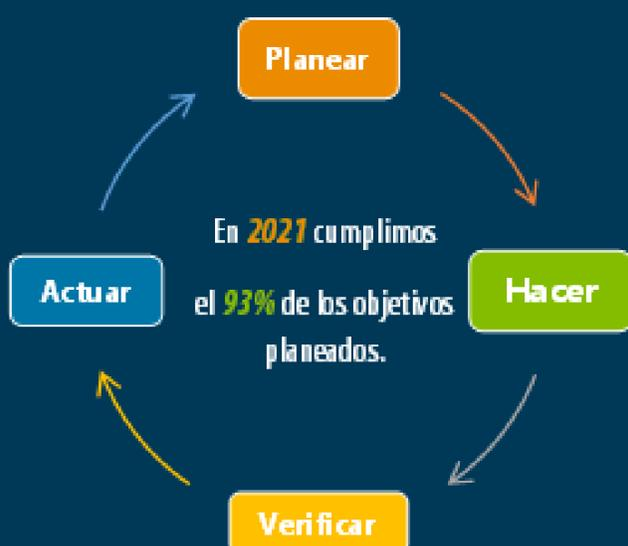 Planear
En 2021 cumplimos
Actuar
el 93% de los objetivos
planeados.
Hacer
Verificar